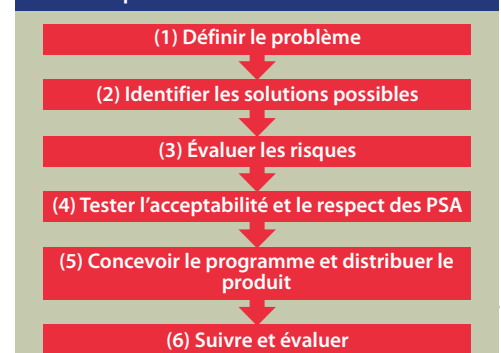 (1) Définir le problème
(2) Identifier les solutions possibles
(3) Évaluer les risques
(4) Tester l'acceptabilité et le respect des PSA
(5) Concevoir le programme et distribuer le
produit
(6) Suivre et évaluer